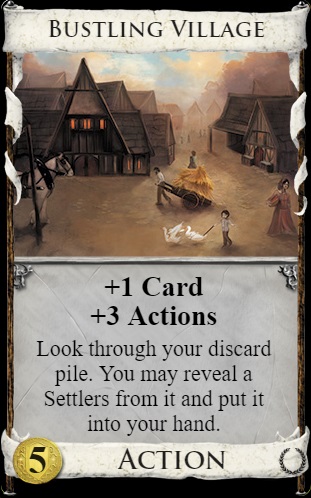 BUSTLING VILLAGE
+1 Card
+3 Actions
Look through your discard
pile. You may reveal a
Settlers from it and put it
into your hand.
5
ACTION